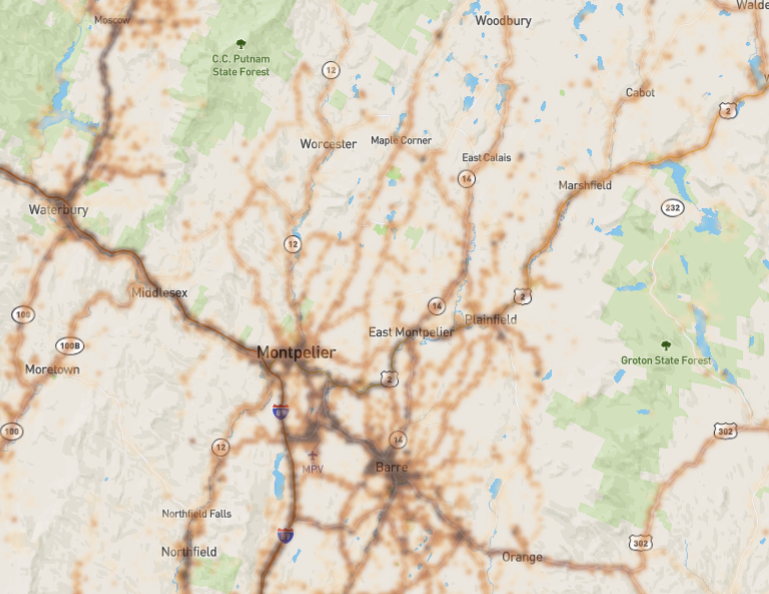 Moscow
Woodbury
Walde
C.C. Putnam
State Forest
12
Cabot
2
Worcester
Maple Corner
East Calais
14
Marshfield
Waterbury
232
12
Middlesex
2
100
14
Plainfield
East Montpelier
100B
Montpelier
Groton State Forest
Moretown
2
100
302
14
12
MPV
Barre
Northfield Falls
302
Northfield
Orange